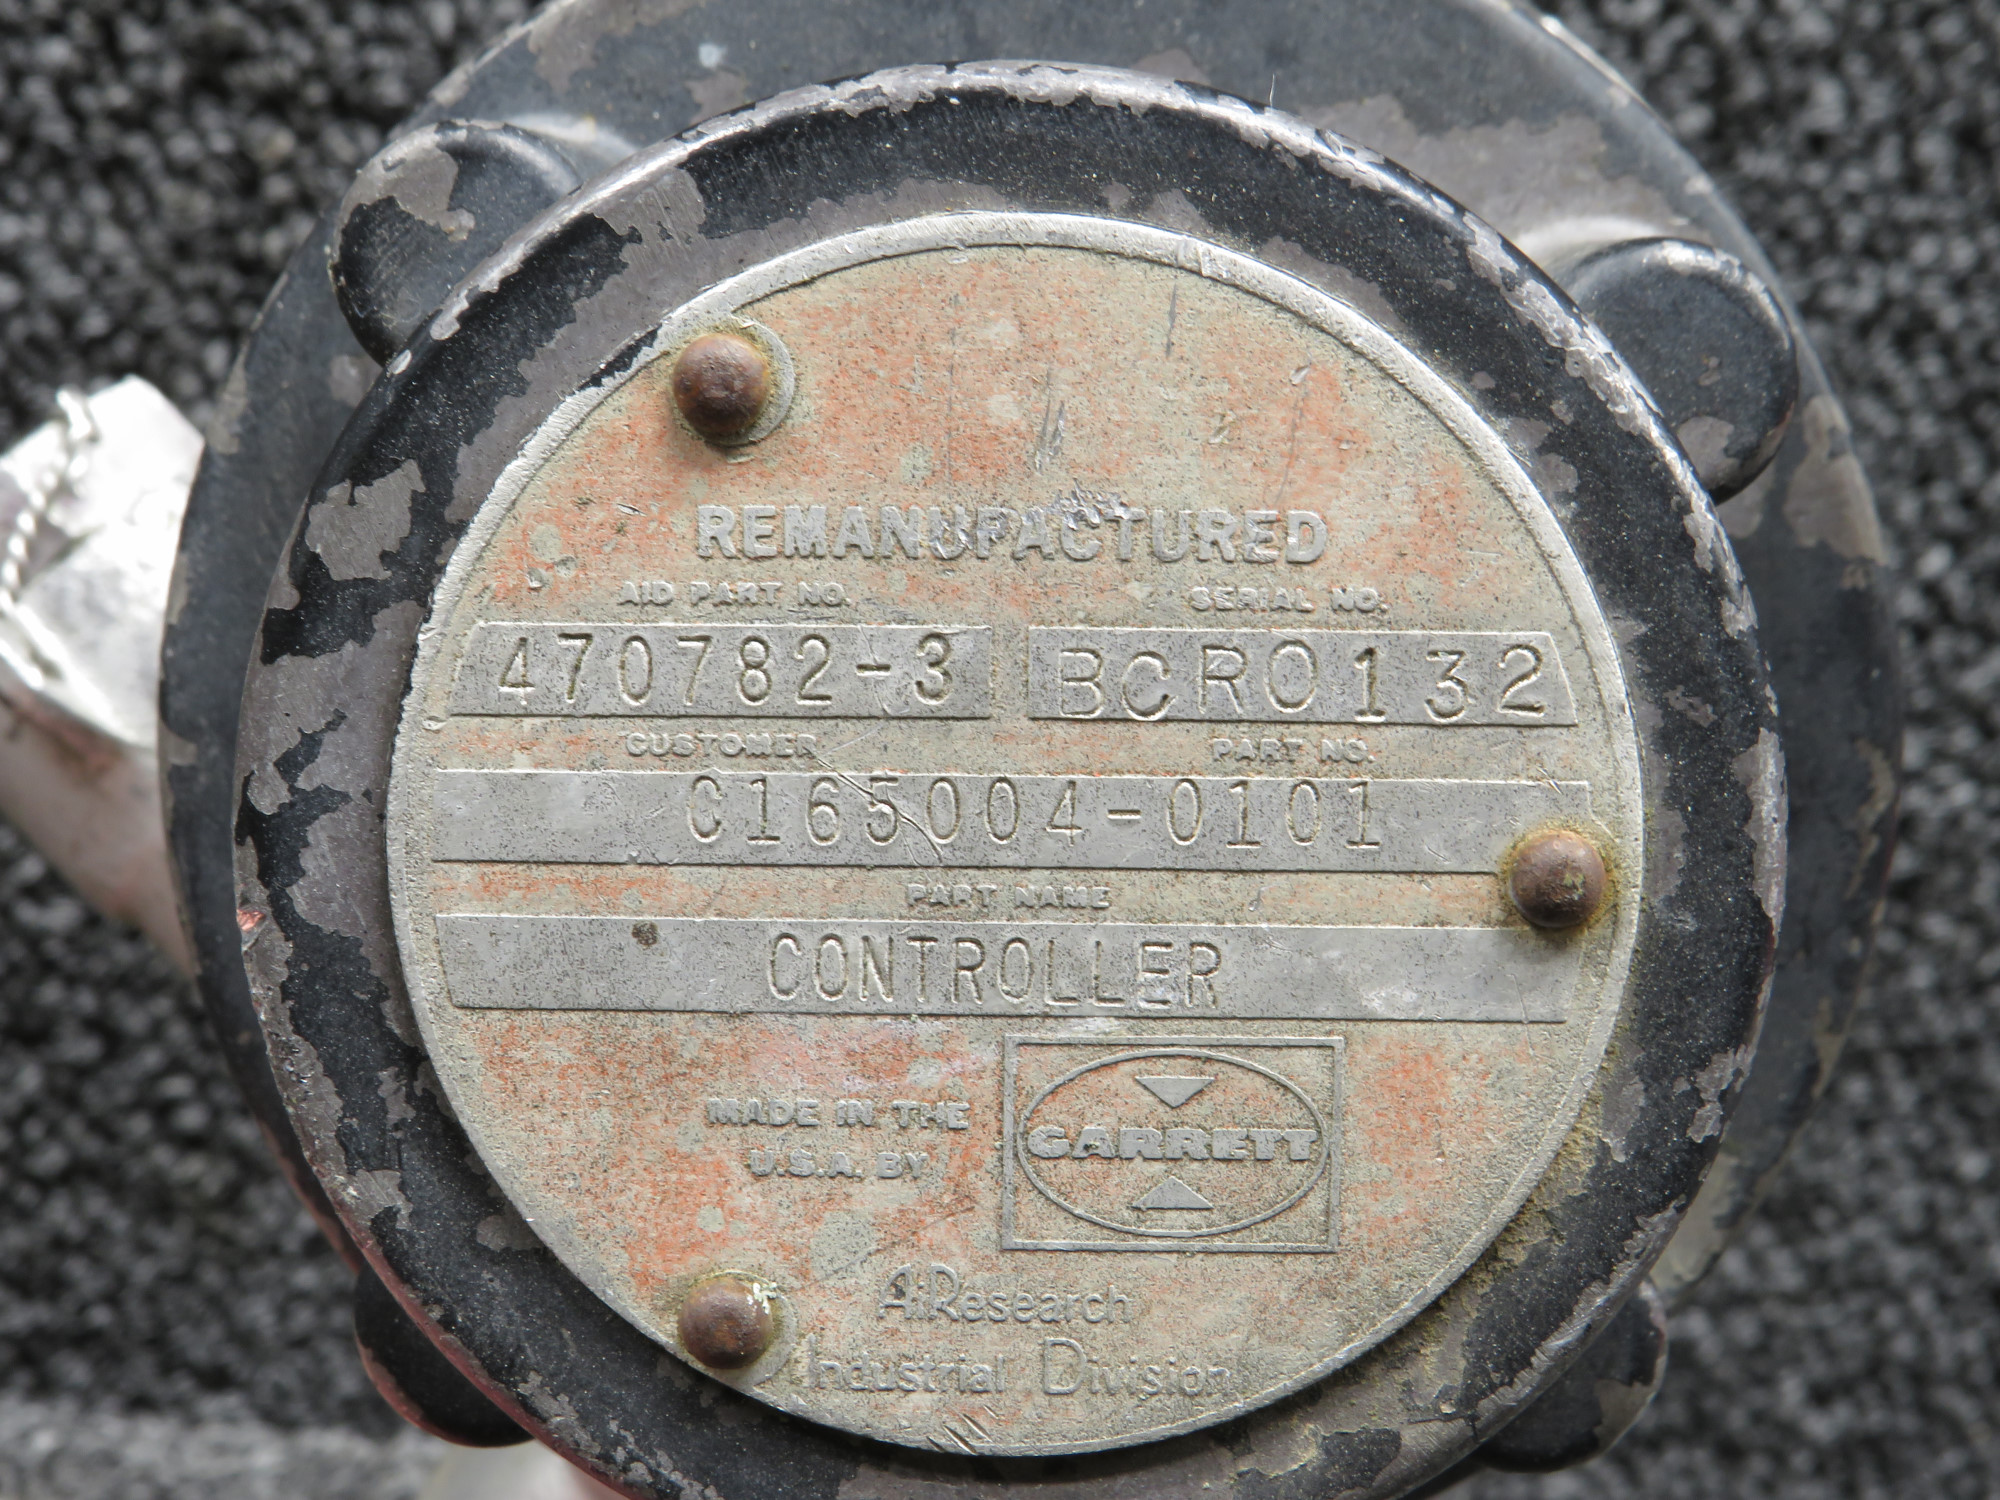 REMANUFACTURED
AID PART NO. SERIAL NO.
470782-3 BCRO132
CUSTOMER PART NO.
C165004-0101
PART NAME
CONTROLLER
MADE IN THE
U.S.A. BY
GARRETT
AiResearch
Industrial Division